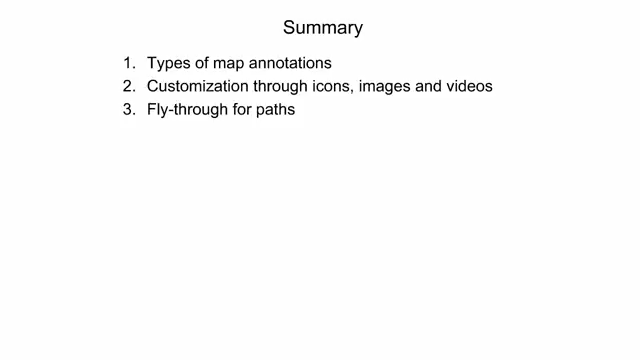 Summary
1. Types of map annotations
2. Customization through icons, images and videos
3. Fly-through for paths